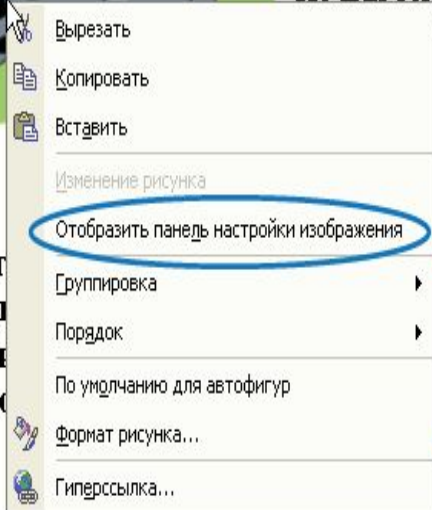 Вырезать
Копировать
Вставить
Изменение рисунка
Отобразить панель настройки изображения
Группировка
Порядок
По умолчанию для автофигур
Формат рисунка...
Гиперссылка...